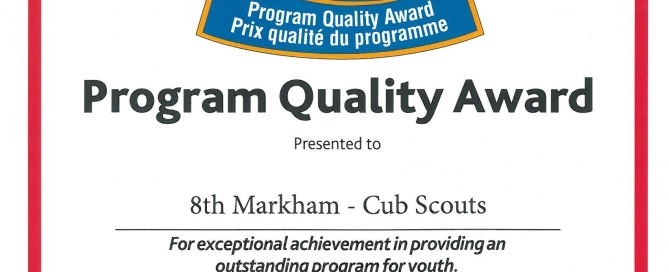 Program Quality Award
Prix qualité du programme
Program Quality Award
Presented to
8th Markham - Cub Scouts
For exceptional achievement in providing an
outstanding program for youth.